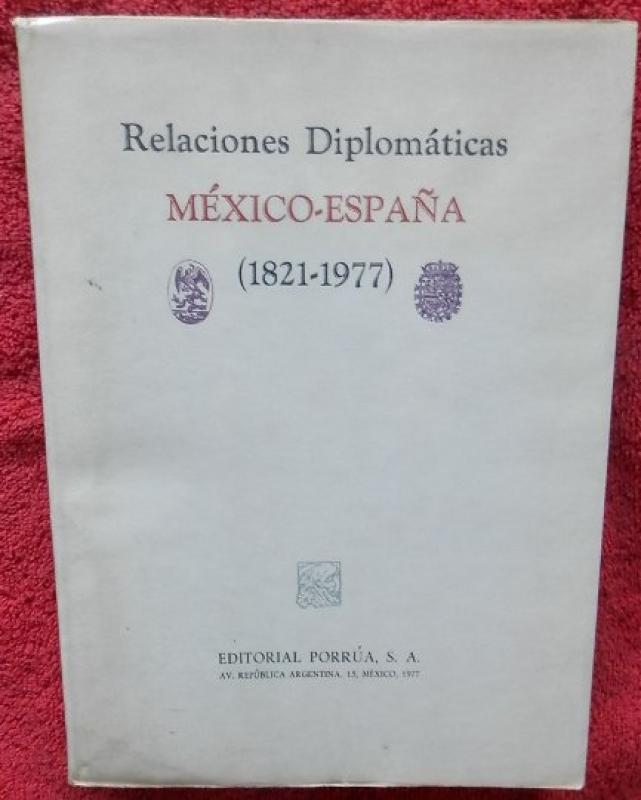 Relaciones Diplomáticas
MÉXICO-ESPAÑA
(1821-1977)
EDITORIAL PORRÚA, S. A.
AV. REPÚBLICA ARGENTINA, 15, MÉXICO, 1977